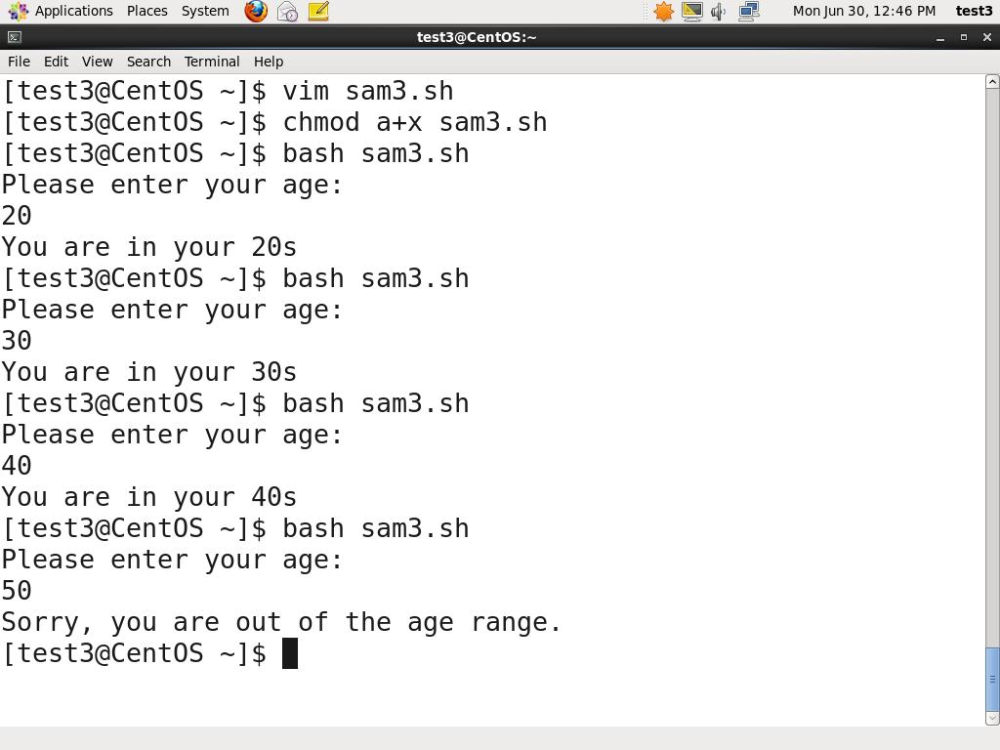 Applications Places System Mon Jun 30, 12:46 PM test3
test3@CentOS:~
File Edit View Search Terminal Help
[test3@CentOS ~]$ vim sam3.sh
[test3@CentOS ~]$ chmod a+x sam3.sh
[test3@CentOS ~]$ bash sam3.sh
Please enter your age:
20
You are in your 20s
[test3@CentOS ~]$ bash sam3.sh
Please enter your age:
30
You are in your 30s
[test3@CentOS ~]$ bash sam3.sh
Please enter your age:
40
You are in your 40s
[test3@CentOS ~]$ bash sam3.sh
Please enter your age:
50
Sorry, you are out of the age range.
[test3@CentOS ~]$